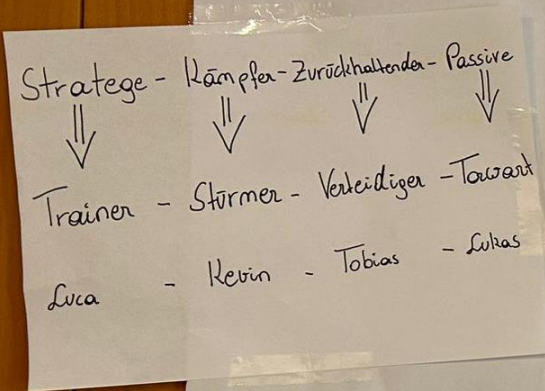 Stratege - Kämpfer - Zurückhaltender - Passive
Trainer - Stürmer - Verteidiger - Torwart
Luca - Kevin - Tobias - Lukas